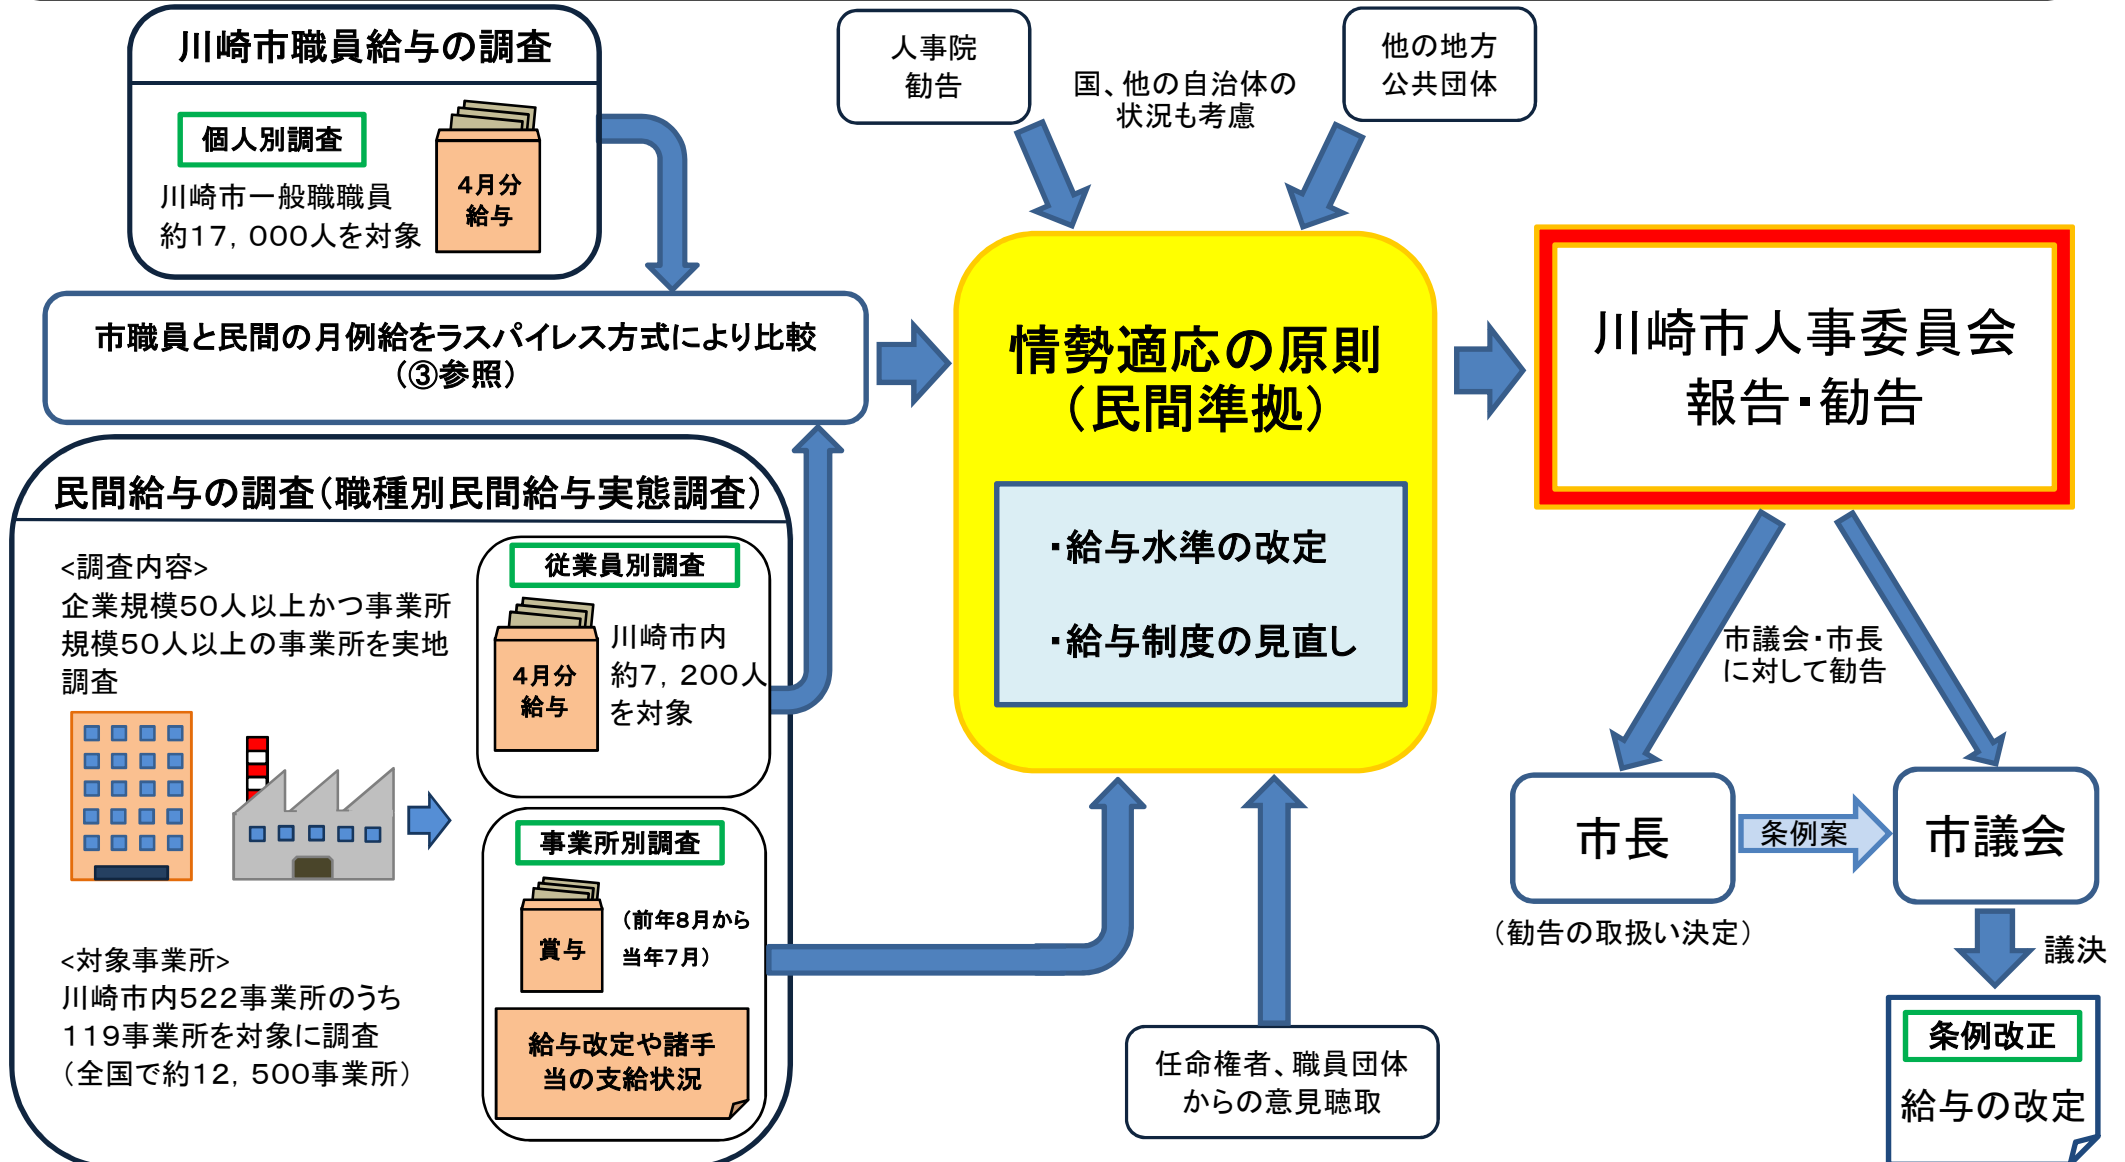 川崎市職員給与の調査
個人別調査
川崎市一般職職員
約17，000人を対象
4月分
給与
人事院
勧告
国、他の自治体の
状況も考慮
他の地方
公共団体
市職員と民間の月例給をラスパイレス方式により比較
（③参照）
民間給与の調査（職種別民間給与実態調査）
<調査内容>
企業規模50人以上かつ事業所
規模50人以上の事業所を実地
調査
従業員別調査
4月分
給与
川崎市内
約7，200人
を対象
事業所別調査
賞与
（前年8月から
当年7月）
給与改定や諸手
当の支給状況
<対象事業所>
川崎市内522事業所のうち
119事業所を対象に調査
（全国で約12，500事業所）
情勢適応の原則
（民間準拠）
・給与水準の改定
・給与制度の見直し
任命権者、職員団体
からの意見聴取
川崎市人事委員会
報告・勧告
市議会・市長
に対して勧告
市長
条例案
市議会
（勧告の取扱い決定）
議決
条例改正
給与の改定